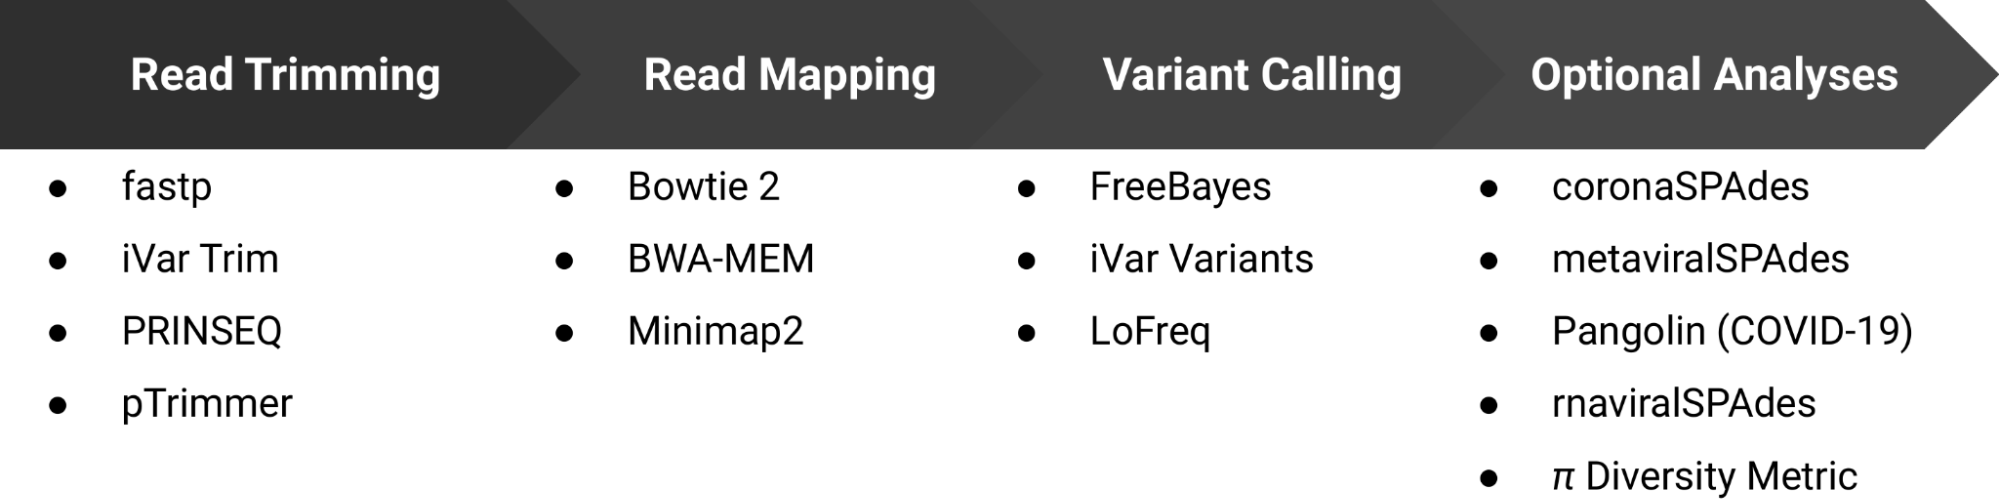 Read Trimming
Read Mapping
Variant Calling
Optional Analyses
● fastp
● iVar Trim
● PRINSEQ
● pTrimmer
● Bowtie 2
● BWA-MEM
● Minimap2
● FreeBayes
● iVar Variants
● LoFreq
● coronaSPAdes
● metaviralSPAdes
● Pangolin (COVID-19)
● rnaviralSPAdes
● π Diversity Metric